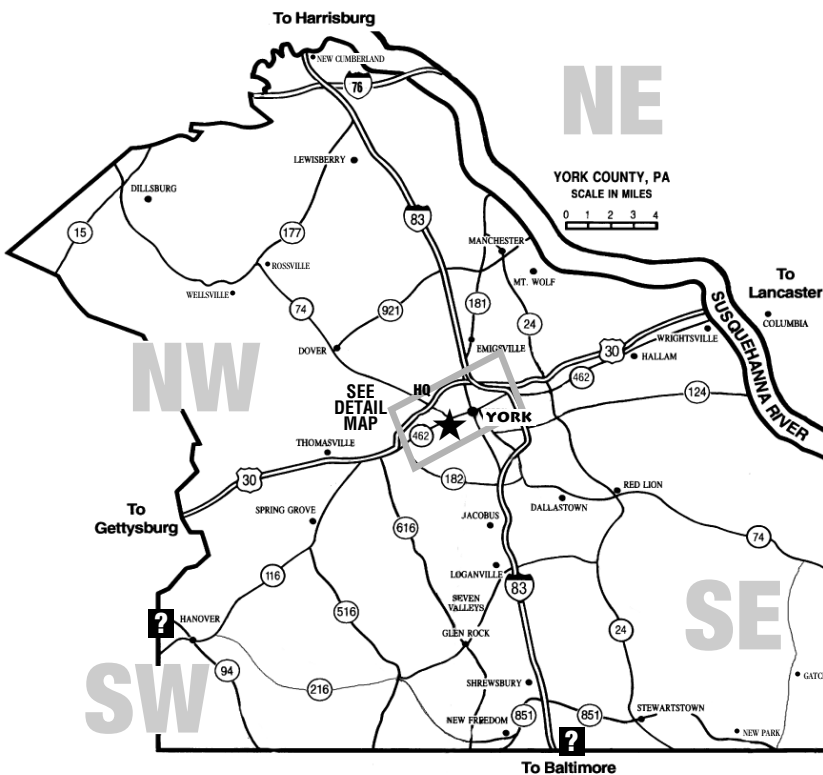 To Harrisburg
NEW CUMBERLAND
76
NE
LEWISBERRY
YORK COUNTY, PA
SCALE IN MILES
0 1 2 3 4
DILLSBURG
83
15
177
MANCHESTER
ROSSVILLE
MT. WOLF
To
Lancaster
WELLSVILLE
74
921
181
24
SUSQUEHANNA RIVER
COLUMBIA
WRIGHTSVILLE
DOVER
EMIGSVILLE
30
HALLAM
NW
462
HQ
SEE
DETAIL
MAP
124
YORK
462
THOMASVILLE
30
182
RED LION
To
Gettysburg
SPRING GROVE
JACOBUS
DALLASTOWN
616
74
LOGANVILLE
116
83
SEVEN
VALLEYS
516
SE
?
HANOVER
GLEN ROCK
24
94
SW
216
SHREWSBURY
GATC
NEW FREEDOM
851
851
STEWARTSTOWN
NEW PARK
?
To Baltimore